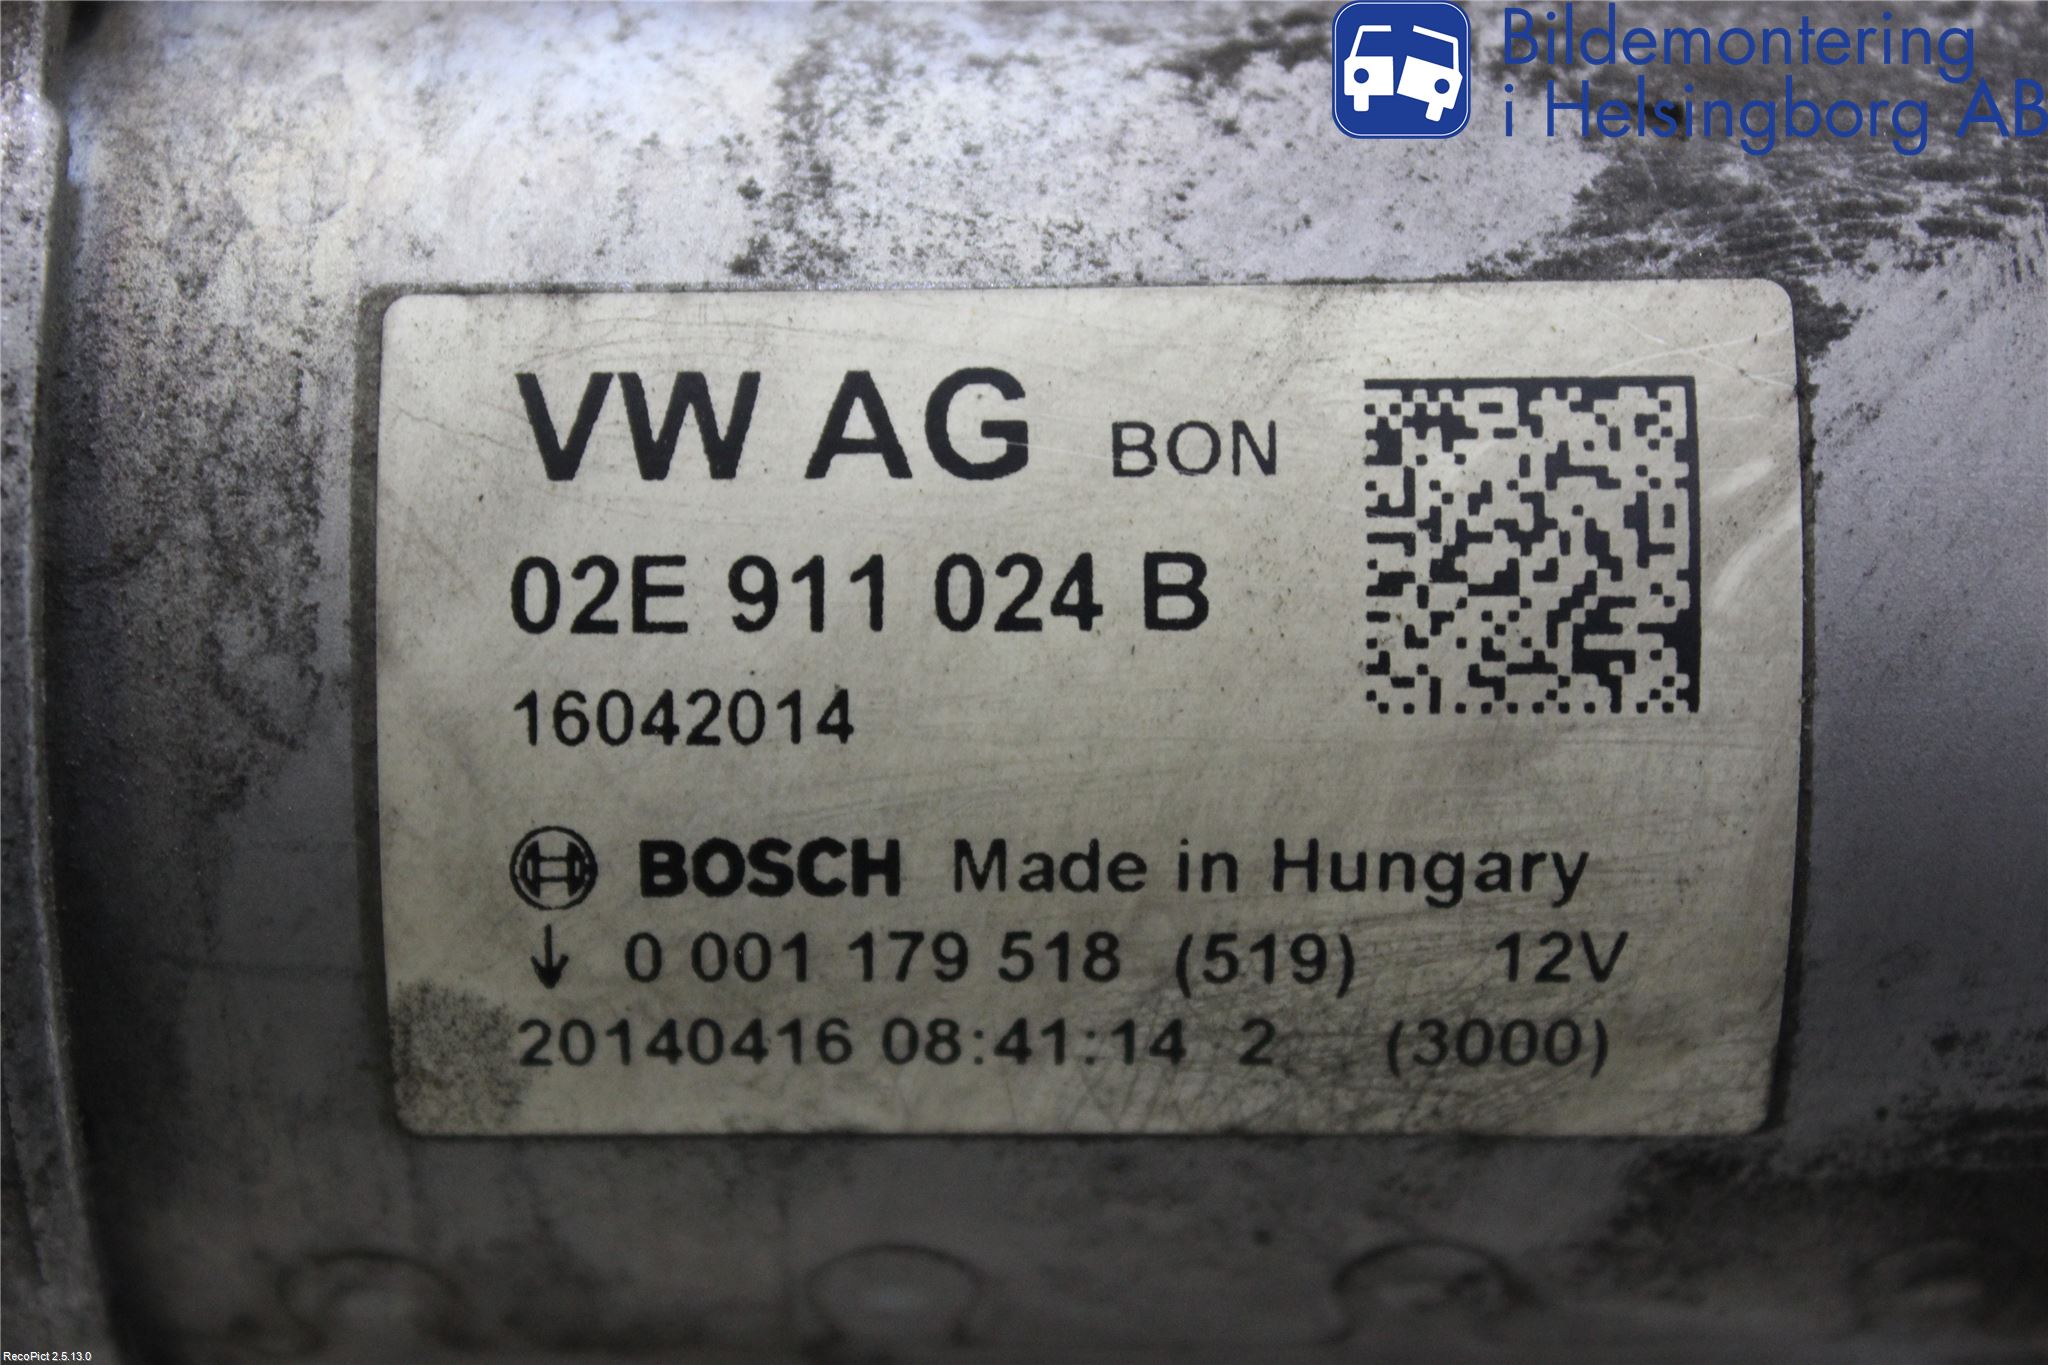 Bildemontering
i Helsingborg AB
VW AG BON
02E 911 024 B
16042014
BOSCH Made in Hungary
↓ 0 001 179 518 (519) 12V
20140416 08:41:14 2 (3000)
RecoPict 2.5.13.0